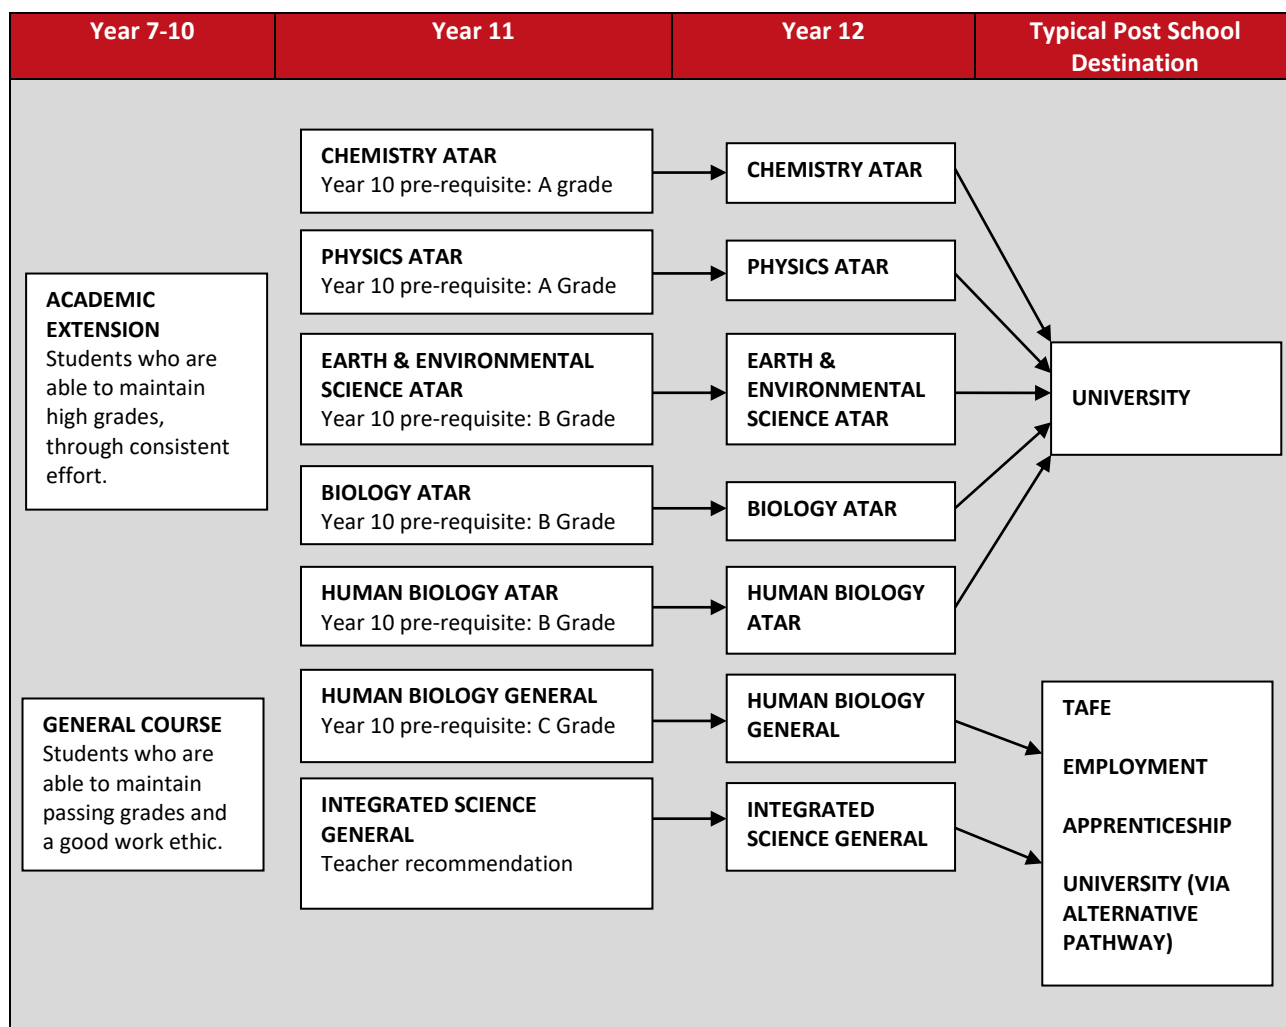 Year 7-10
Year 11
Year 12
Typical Post School
Destination
ACADEMIC
EXTENSION
Students who are
able to maintain
high grades,
through consistent
effort.
GENERAL COURSE
Students who are
able to maintain
passing grades and
a good work ethic.
CHEMISTRY ATAR
Year 10 pre-requisite: A grade
PHYSICS ATAR
Year 10 pre-requisite: A Grade
EARTH & ENVIRONMENTAL
SCIENCE ATAR
Year 10 pre-requisite: B Grade
BIOLOGY ATAR
Year 10 pre-requisite: B Grade
HUMAN BIOLOGY ATAR
Year 10 pre-requisite: B Grade
HUMAN BIOLOGY GENERAL
Year 10 pre-requisite: C Grade
INTEGRATED SCIENCE
GENERAL
Teacher recommendation
CHEMISTRY ATAR
PHYSICS ATAR
EARTH &
ENVIRONMENTAL
SCIENCE ATAR
BIOLOGY ATAR
HUMAN BIOLOGY
ATAR
HUMAN BIOLOGY
GENERAL
INTEGRATED
SCIENCE GENERAL
UNIVERSITY
TAFE
EMPLOYMENT
APPRENTICESHIP
UNIVERSITY (VIA
ALTERNATIVE
PATHWAY)